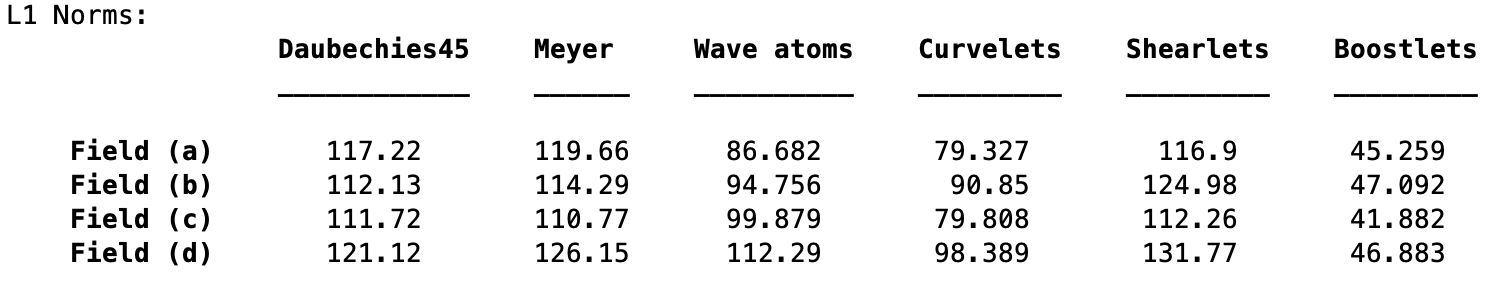 L1 Norms:
Daubechies45 Meyer Wave atoms Curvelets Shearlets Boostlets
Field (a) 117.22 119.66 86.682 79.327 116.9 45.259
Field (b) 112.13 114.29 94.756 90.85 124.98 47.092
Field (c) 111.72 110.77 99.879 79.808 112.26 41.882
Field (d) 121.12 126.15 112.29 98.389 131.77 46.883